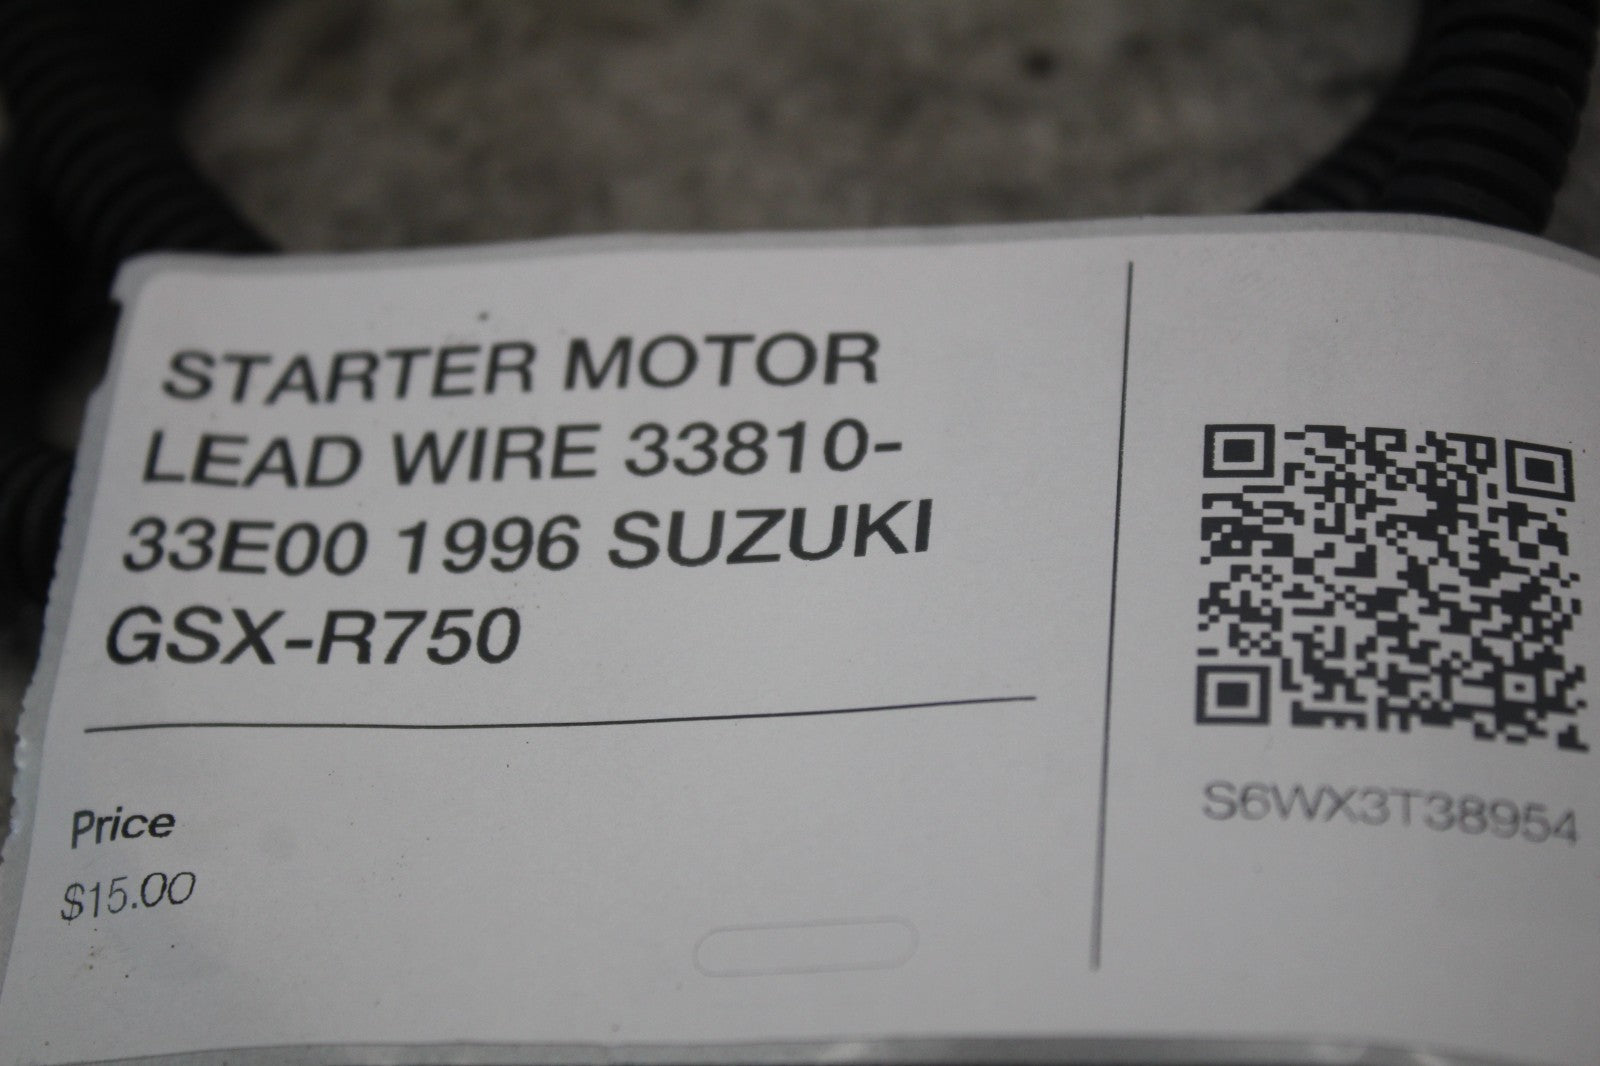 STARTER MOTOR
LEAD WIRE 33810-
33E00 1996 SUZUKI
GSX-R750
Price
$15.00
S6WX3T38954